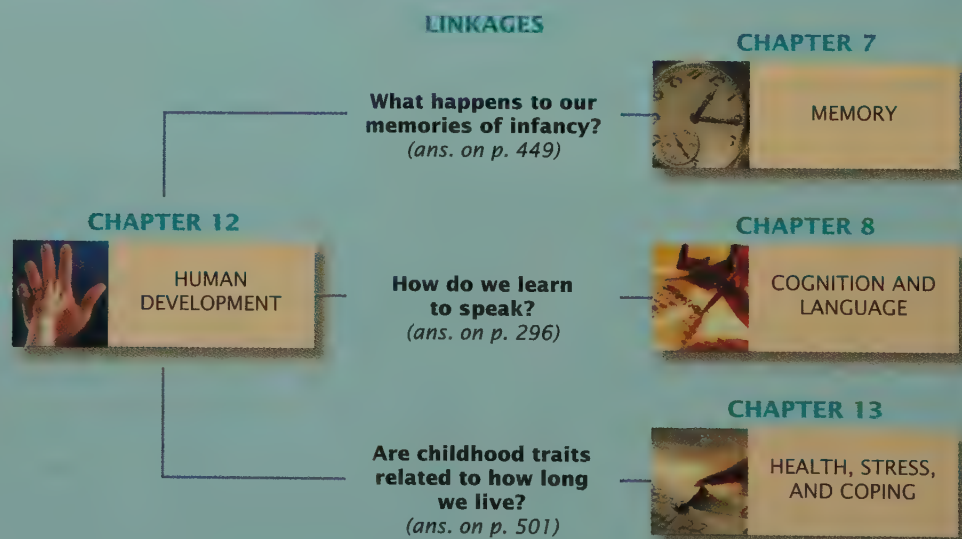 LINKAGES
CHAPTER 7
What happens to our
memories of infancy?
(ans. on p. 449)
MEMORY
CHAPTER 12
HUMAN
DEVELOPMENT
How do we learn
to speak?
(ans. on p. 296)
CHAPTER 8
COGNITION AND
LANGUAGE
Are childhood traits
related to how long
we live?
(ans. on p. 501)
CHAPTER 13
HEALTH, STRESS,
AND COPING